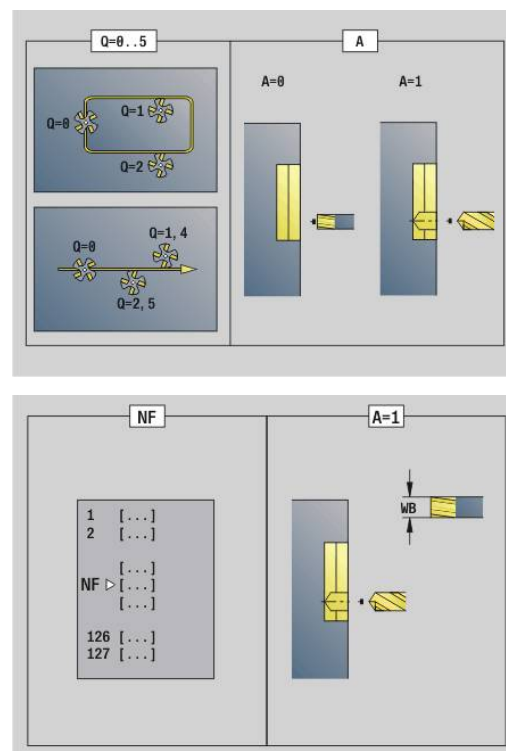 Q=0..5
A
Q=0
Q=1
Q=2
Q=0
Q=1,4
Q=2,5
A=0
A=1
NF
1 [...]
2 [...]
[...]
NF [...]
[...]
126 [...]
127 [...]
A=1
WB